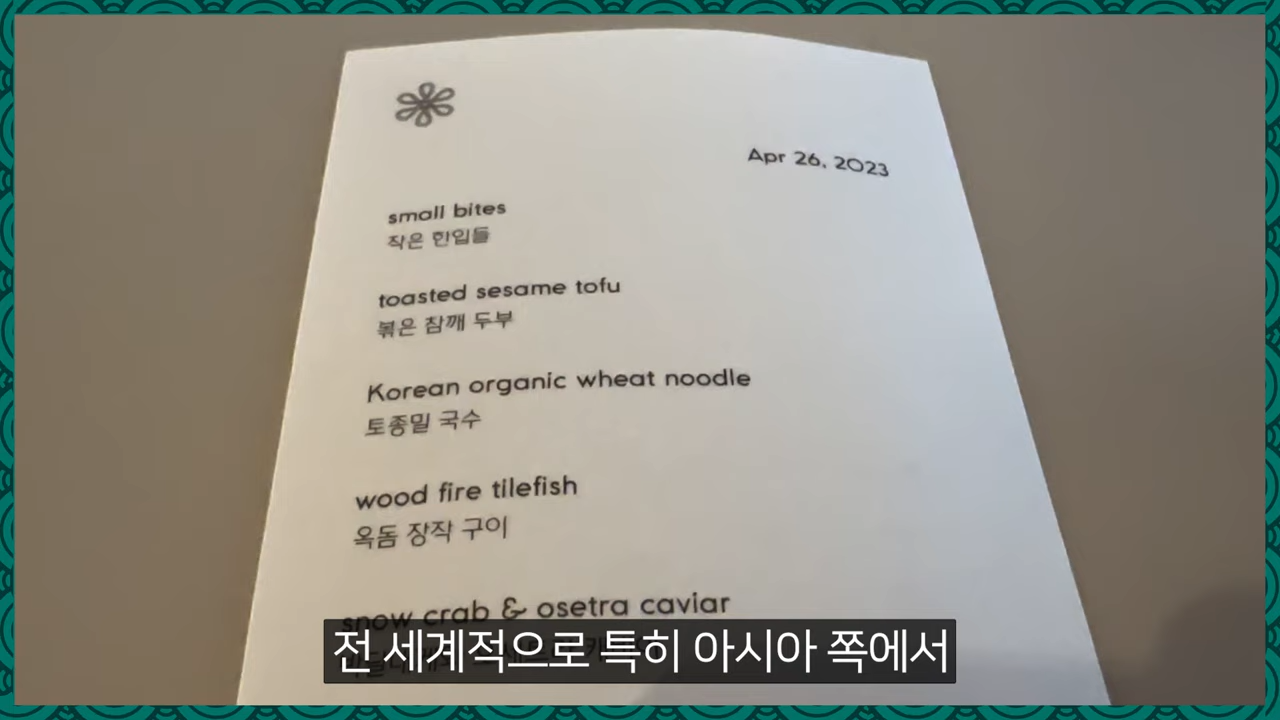 Apr 26, 2023
small bites
작은 한입들
toasted sesame tofu
볶은 참깨 두부
Korean organic wheat noodle
토종밀 국수
wood fire tilefish
옥돔 장작 구이
snow crab & osetra caviar
전 세계적으로 특히 아시아 쪽에서